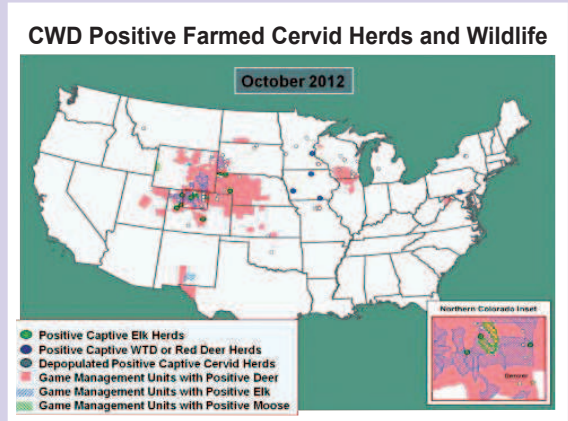 CWD Positive Farmed Cervid Herds and Wildlife
October 2012
Positive Captive Elk Herds
Positive Captive WTD or Red Deer Herds
Depopulated Positive Captive Cervid Herds
Game Management Units with Positive Deer
Game Management Units with Positive Elk
Game Management Units with Positive Moose
Northern Colorado Inset
Denver